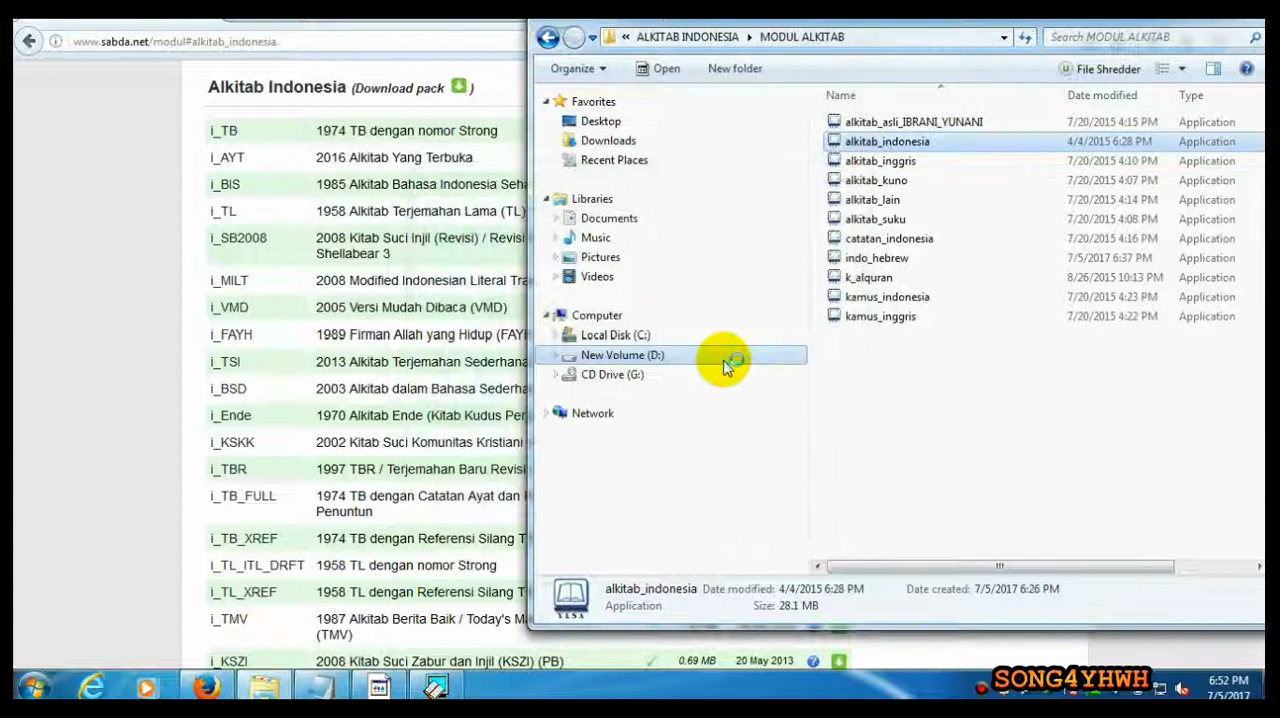 www.sabda.net/modul#alkitab_indonesia
Alkitab Indonesia (Download pack )
i_TB 1974 TB dengan nomor Strong
i_AYT 2016 Alkitab Yang Terbuka
i_BIS 1985 Alkitab Bahasa Indonesia Seha
i_TL 1958 Alkitab Terjemahan Lama (TL)
i_SB2008 2008 Kitab Suci Injil (Revisi) / Revisi
Shellabear 3
i_MILT 2008 Modified Indonesian Literal Tra
i_VMD 2005 Versi Mudah Dibaca (VMD)
i_FAYH 1989 Firman Allah yang Hidup (FAY
i_TSI 2013 Alkitab Terjemahan Sederhana
i_BSD 2003 Alkitab dalam Bahasa Sederh
i_Ende 1970 Alkitab Ende (Kitab Kudus Per
i_KSKK 2002 Kitab Suci Komunitas Kristiani
i_TBR 1997 TBR / Terjemahan Baru Revisi
i_TB_FULL 1974 TB dengan Catatan Ayat dan
Penuntun
i_TB_XREF 1974 TB dengan Referensi Silang T
i_TL_ITL_DRFT 1958 TL dengan nomor Strong
i_TL_XREF 1958 TL dengan Referensi Silang T
i_TMV 1987 Alkitab Berita Baik / Today's M
(TMV)
i_KSZI 2008 Kitab Suci Zabur dan Injil (KSZI) (PB) 0.69 MB 20 May 2013
« ALKITAB INDONESIA MODUL ALKITAB Search MODUL ALKITAB
Organize Open New folder File Shredder
Favorites
Desktop
Downloads
Recent Places
Libraries
Documents
Music
Pictures
Videos
Computer
Local Disk (C:)
New Volume (D:)
CD Drive (G:)
Network
Name Date modified Type
alkitab_asli_IBRANI_YUNANI 7/20/2015 4:15 PM Application
alkitab_indonesia 4/4/2015 6:28 PM Application
alkitab_inggris 7/20/2015 4:10 PM Application
alkitab_kuno 7/20/2015 4:07 PM Application
alkitab_lain 7/20/2015 4:14 PM Application
alkitab_suku 7/20/2015 4:08 PM Application
catatan_indonesia 7/20/2015 4:16 PM Application
indo_hebrew 7/5/2017 6:37 PM Application
k_alquran 8/26/2015 10:13 PM Application
kamus_indonesia 7/20/2015 4:23 PM Application
kamus_inggris 7/20/2015 4:22 PM Application
alkitab_indonesia Date modified: 4/4/2015 6:28 PM Date created: 7/5/2017 6:26 PM
Application Size: 28.1 MB
YLSA
SONG4YHWH
6:52 PM
7/5/2017